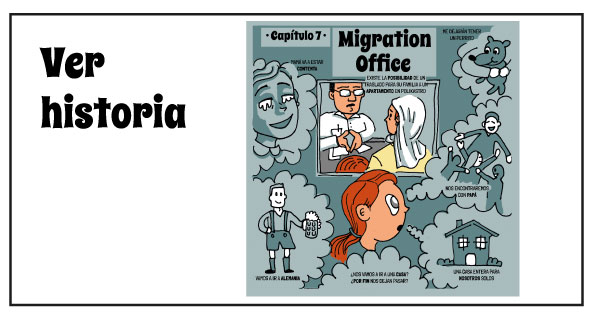 Ver
historia
· Capítulo 7 ·
Migration
Office
ME DEJARÁN TENER
UN PERRO?
MAMÁ VA A ESTAR
CONTENTA
EXISTE LA POSIBILIDAD DE UN
TRASLADO PARA SU FAMILIA A UN
APARTAMENTO EN POLIKASTRO
NOS ENCONTRAREMOS
CON PAPÁ
VAMOS A IR A ALEMANIA
¿NOS VAMOS A IR A UNA CASA?
¿POR FIN NOS DEJAN PASAR?
UNA CASA ENTERA PARA
NOSOTROS SOLOS